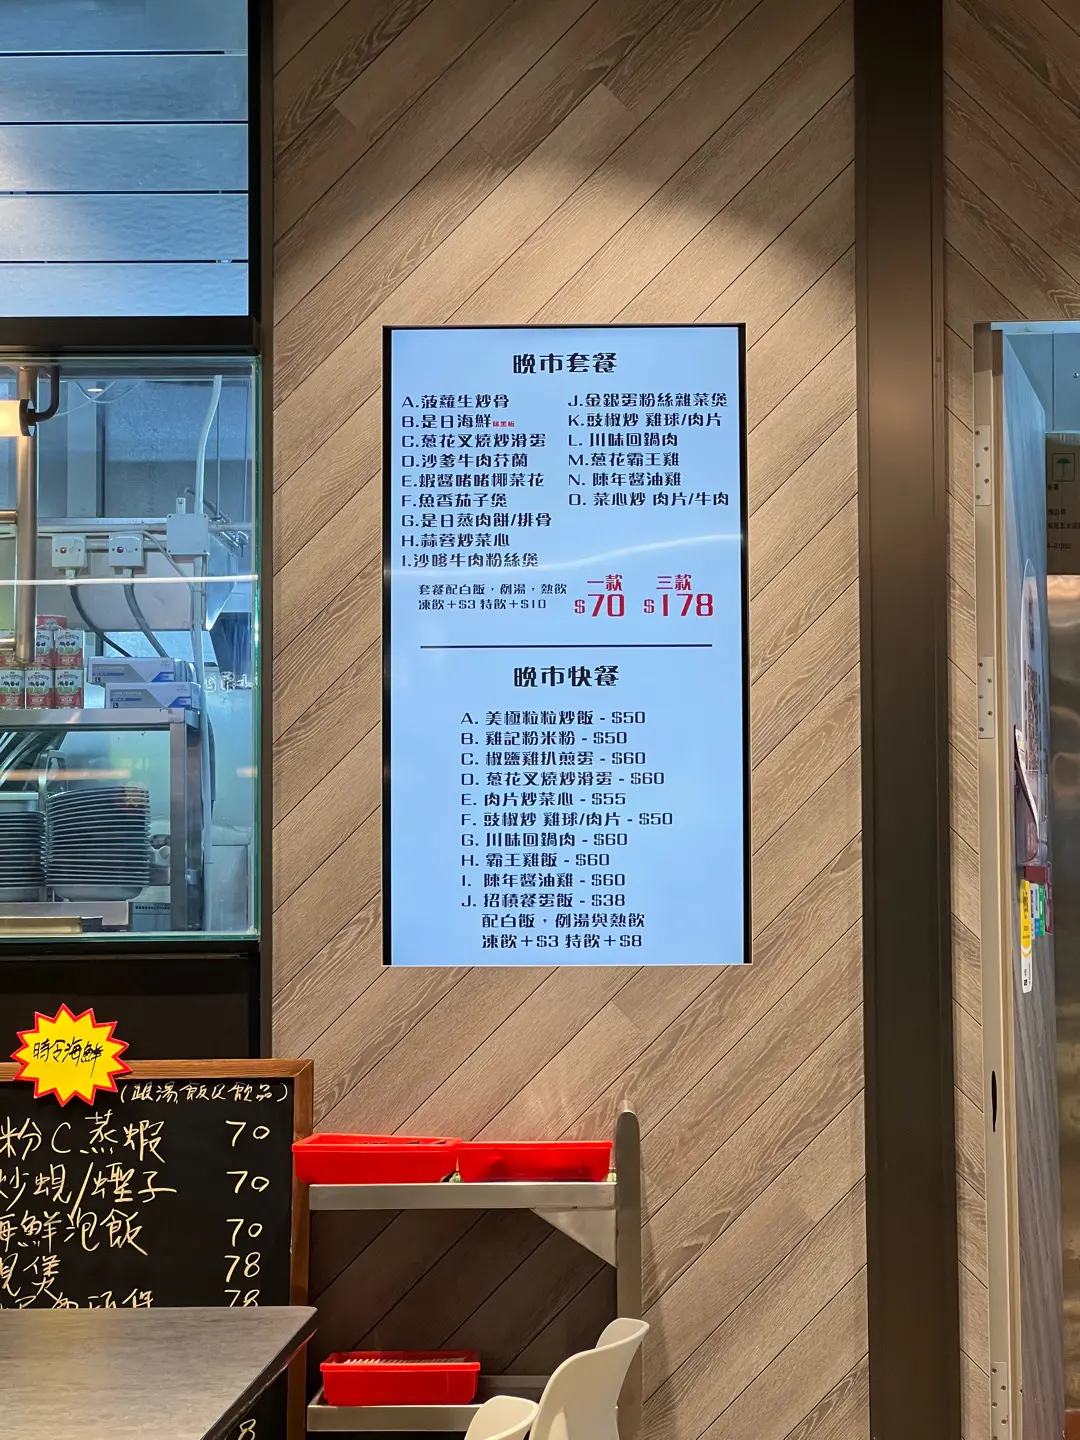 晚市套餐
A.菠蘿生炒骨
B.是日海鮮睇黑板
C.蔥花叉燒炒滑蛋
D.沙爹牛肉芥蘭
E.蝦醬啫啫椰菜花
F.魚香茄子煲
G.是日蒸肉餅/排骨
H.蒜蓉炒菜心
I.沙嗲牛肉粉絲煲
J.金銀蛋粉絲雜菜煲
K.豉椒炒 雞球/肉片
L. 川味回鍋肉
M.蔥花霸王雞
N. 陳年醬油雞
O. 菜心炒 肉片/牛肉
套餐配白飯，例湯，熱飲
凍飲+$3 特飲+$10
一款 三款
$70 $178
晚市快餐
A. 美極粒粒炒飯 - $50
B. 雞記粉米粉 - $50
C. 椒鹽雞扒煎蛋 - $60
D. 蔥花叉燒炒滑蛋 - $60
E. 肉片炒菜心 - $55
F. 豉椒炒 雞球/肉片 - $50
G. 川味回鍋肉 - $60
H. 霸王雞飯 - $60
I. 陳年醬油雞 - $60
J. 招積餐蛋飯 - $38
配白飯，例湯與熱飲
凍飲+$3 特飲+$8
時令海鮮
(跟湯,飯及飲品)
粉C蒸蝦 70
炒蜆/蟶子 70
海鮮泡飯 70
蜆煲 78
78
8